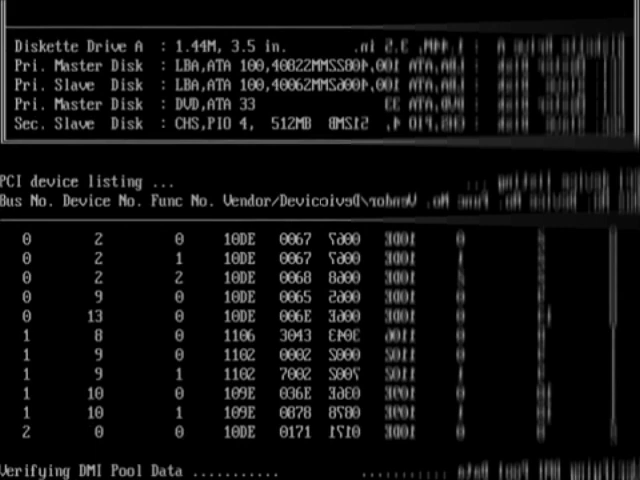 Diskette Drive A : 1.44M, 3.5 in.
Pri. Master Disk : LBA,ATA 100,40822MM
Pri. Slave Disk : LBA,ATA 100,40062MM
Pri. Master Disk : DVD,ATA 33
Sec. Slave Disk : CHS,PIO 4, 512MB
PCI device listing ...
Bus No. Device No. Func No. Vendor/Device
0 2 0 10DE 0067
0 2 1 10DE 0067
0 2 2 10DE 0068
0 9 0 10DE 0065
0 13 0 10DE 006E
1 8 0 1106 3043
1 9 0 1102 0002
1 9 1 1102 7002
1 10 0 109E 036E
1 10 1 109E 0878
2 0 0 10DE 0171
Verifying DMI Pool Data ...........